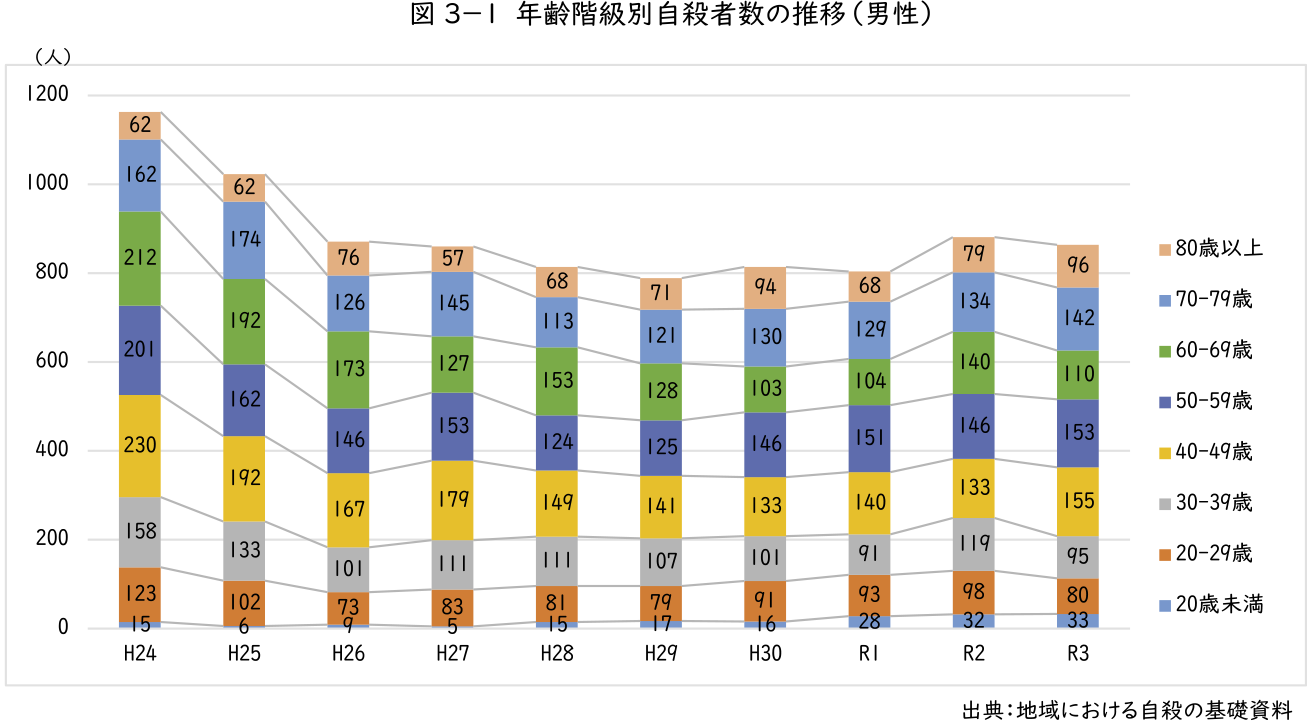 図 3-1 年齢階級別自殺者数の推移(男性)
(人)
1200
1000
800
600
400
200
0
62 162 212 201 230 158 123 15
62 174 192 162 192 133 102 6
76 126 173 146 167 101 73 9
57 145 127 153 179 111 83 5
68 113 153 124 149 111 81 15
71 121 128 125 141 107 79 17
94 130 103 146 133 101 91 16
68 129 104 151 140 91 93 28
79 134 140 146 133 119 98 32
96 142 110 153 155 95 80 33
H24 H25 H26 H27 H28 H29 H30 R1 R2 R3
80歳以上
70-79歳
60-69歳
50-59歳
40-49歳
30-39歳
20-29歳
20歳未満
出典:地域における自殺の基礎資料